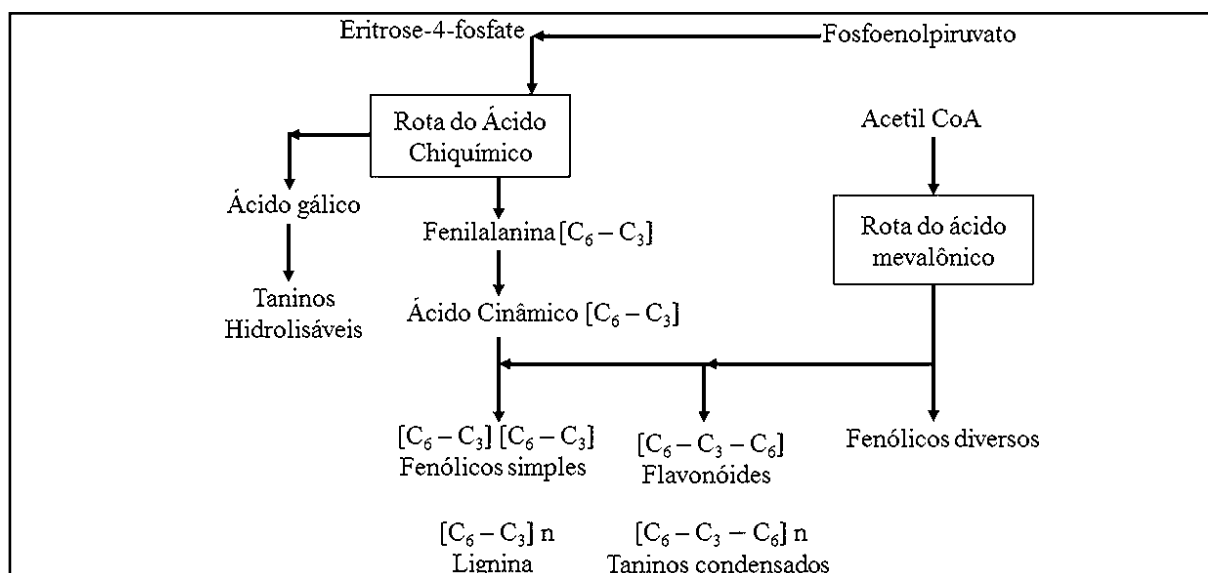 Eritrose-4-fosfate
Fosfoenolpiruvato
Rota do Ácido
Chiquímico
Acetil CoA
Ácido gálico
Fenilalanina [C₆ – C₃]
Rota do ácido
mevalônico
Taninos
Hidrolisáveis
Ácido Cinâmico [C₆ – C₃]
[C₆ – C₃] [C₆ – C₃]
Fenólicos simples
[C₆ – C₃ – C₆]
Flavonóides
Fenólicos diversos
[C₆ – C₃] n
Lignina
[C₆ – C₃ – C₆] n
Taninos condensados